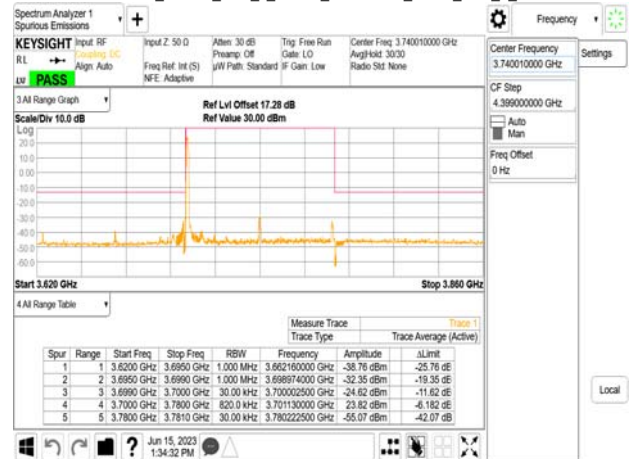 Spectrum Analyzer 1
Spurious Emissions
Frequency
KEYSIGHT
Input: RF
Coupling: DC
Align: Auto
Input Z: 50 Ω
Freq Ref: Int (S)
NFE: Adaptive
Atten: 30 dB
Preamp: Off
µW Path: Standard
Trig: Free Run
Gate: LO
IF Gain: Low
Center Freq: 3.740010000 GHz
Avg|Hold: 30/30
Radio Std: None
RL
LU PASS
Center Frequency
3.740010000 GHz
Settings
CF Step
4.399000000 GHz
Auto
Man
Freq Offset
0 Hz
Local
3 All Range Graph
Scale/Div 10.0 dB
Ref Lvl Offset 17.28 dB
Ref Value 30.00 dBm
Log
20.0
10.0
0.00
-10.0
-20.0
-30.0
-40.0
-50.0
-60.0
Start 3.620 GHz
Stop 3.860 GHz
4 All Range Table
Measure Trace Trace 1
Trace Type Trace Average (Active)
Spur Range Start Freq Stop Freq RBW Frequency Amplitude ΔLimit
1 1 3.6200 GHz 3.6950 GHz 1.000 MHz 3.662160000 GHz -38.76 dBm -25.76 dB
2 2 3.6950 GHz 3.6990 GHz 1.000 MHz 3.698974000 GHz -32.35 dBm -19.35 dB
3 3 3.6990 GHz 3.7000 GHz 30.00 kHz 3.700002500 GHz -24.62 dBm -11.62 dB
4 4 3.7000 GHz 3.7800 GHz 820.0 kHz 3.701130000 GHz 23.82 dBm -6.182 dB
5 5 3.7800 GHz 3.7810 GHz 30.00 kHz 3.780222500 GHz -55.07 dBm -42.07 dB
Jun 15, 2023
1:34:32 PM